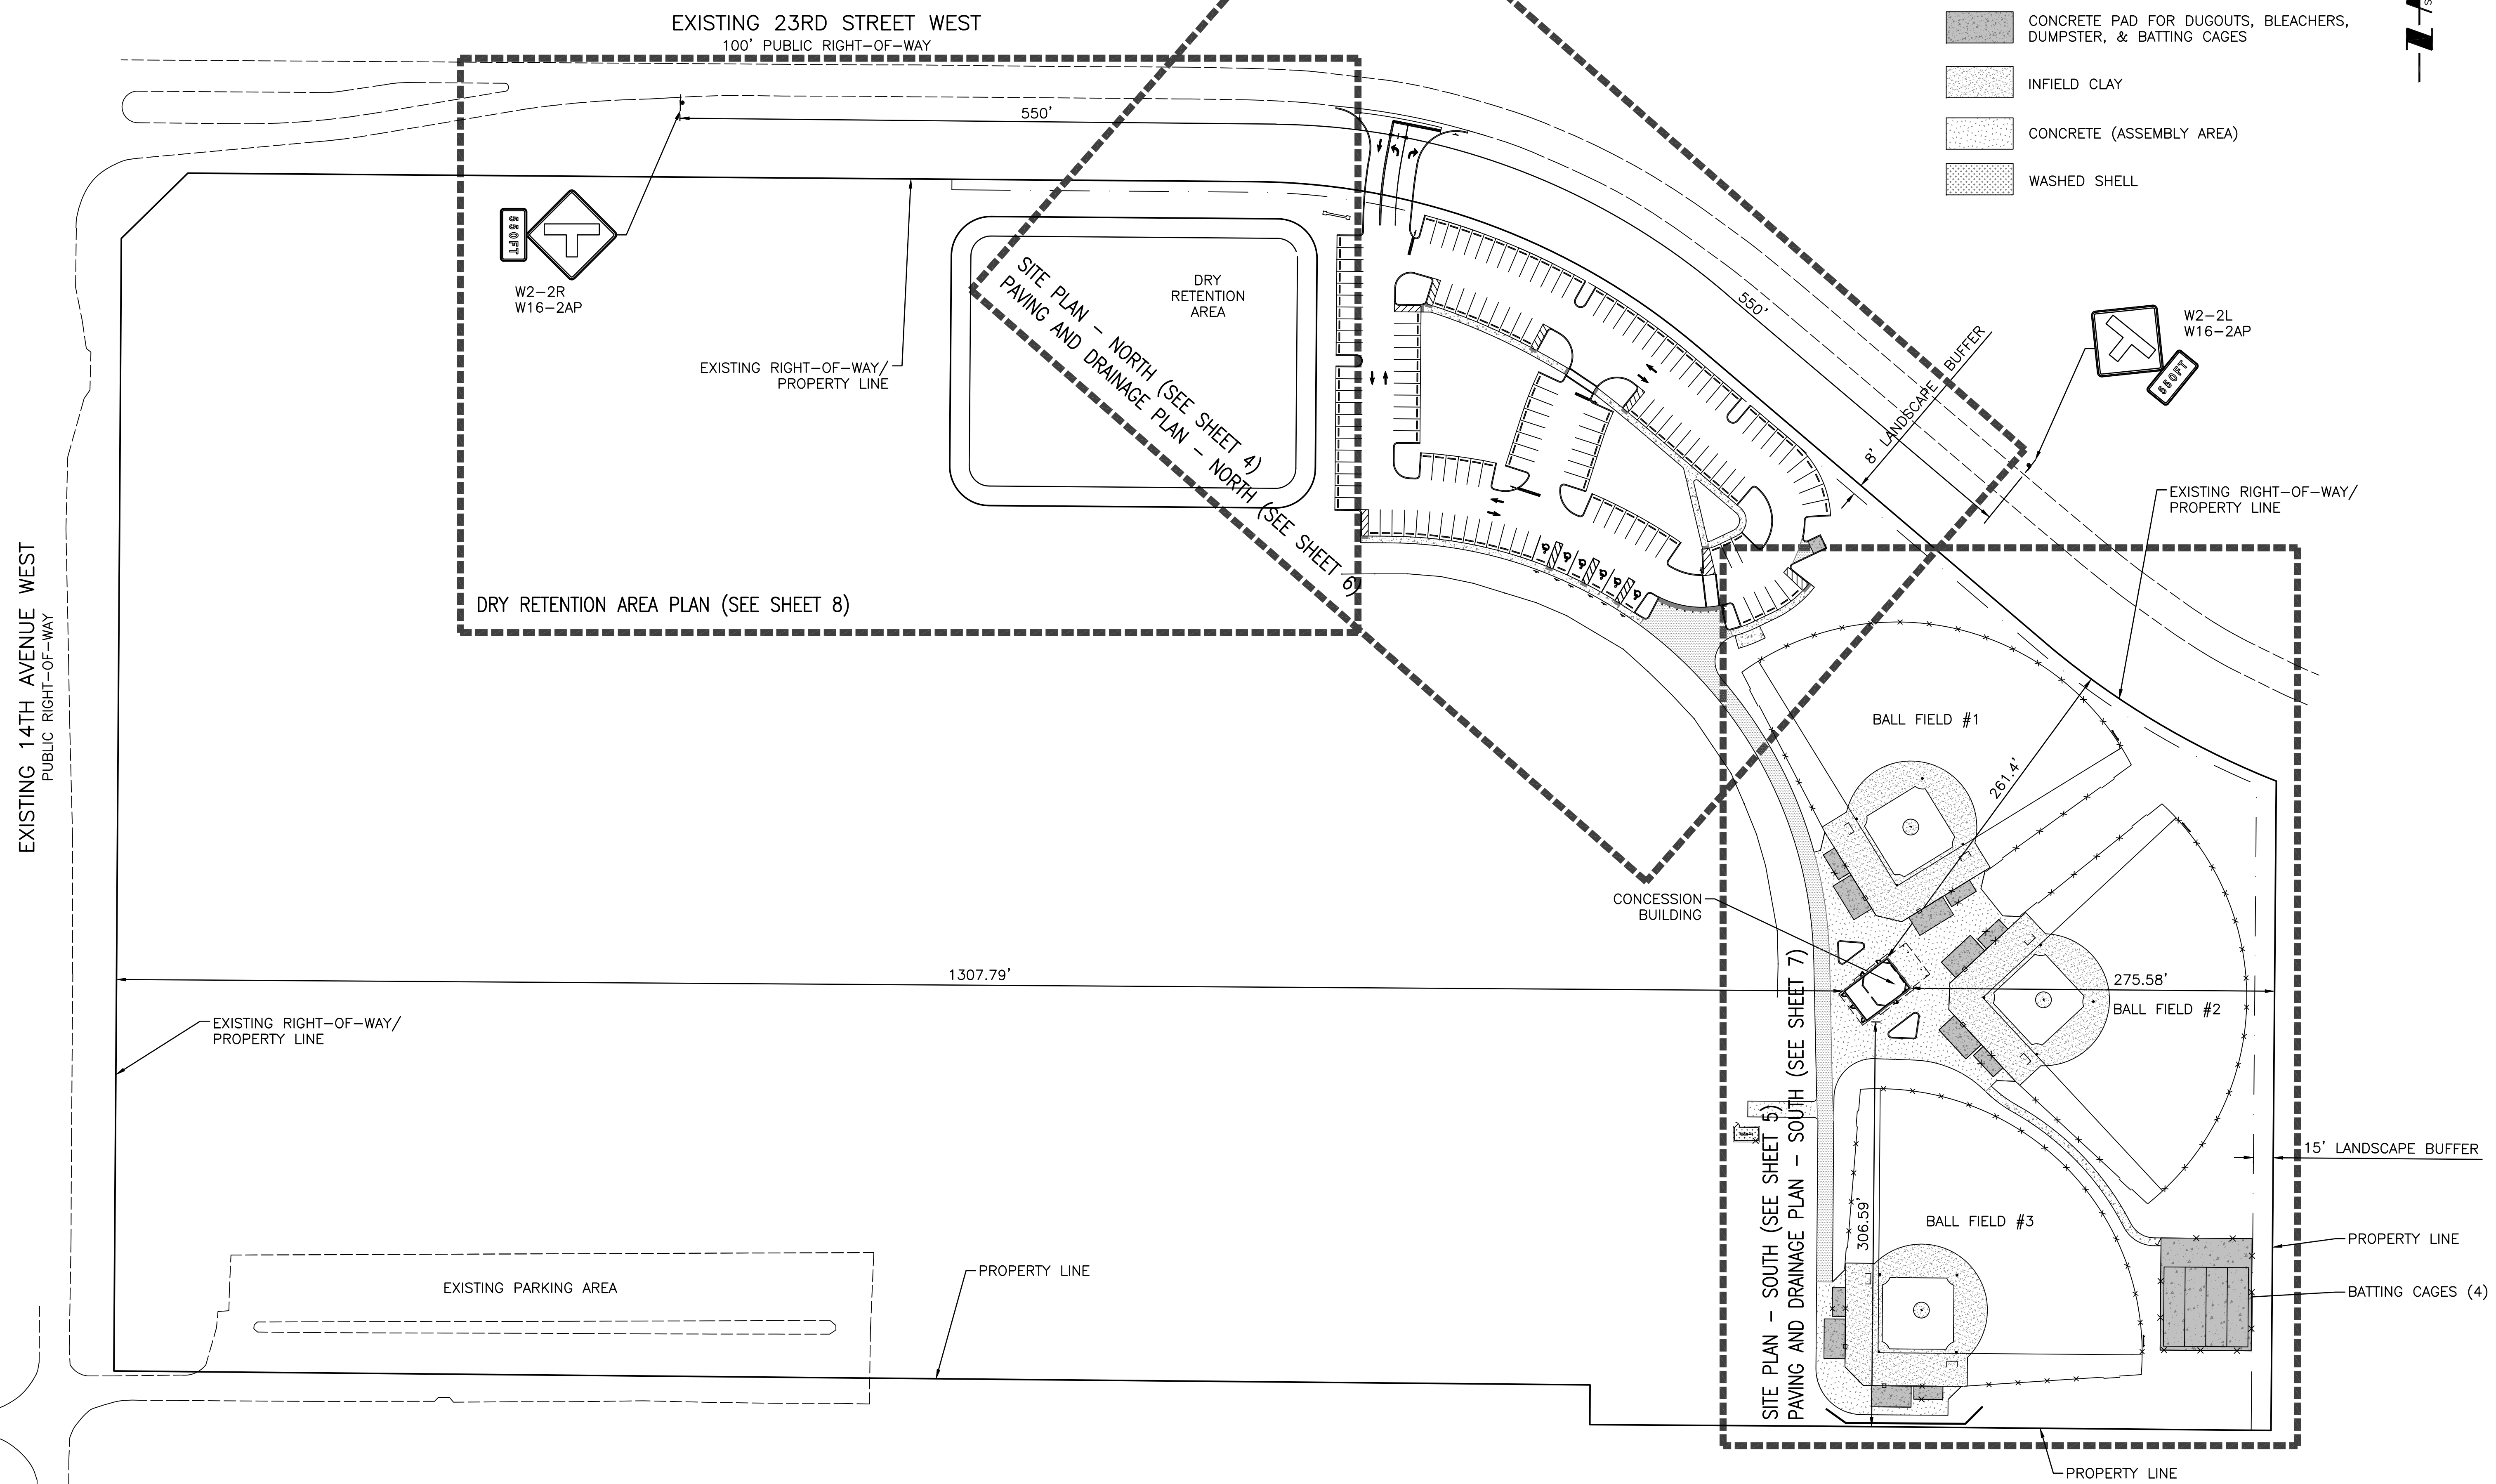 EXISTING 23RD STREET WEST
100' PUBLIC RIGHT-OF-WAY
CONCRETE PAD FOR DUGOUTS, BLEACHERS,
DUMPSTER, & BATTING CAGES
INFIELD CLAY
CONCRETE (ASSEMBLY AREA)
WASHED SHELL
550'
550FT
W2-2R
W16-2AP
DRY
RETENTION
AREA
EXISTING RIGHT-OF-WAY/
PROPERTY LINE
SITE PLAN - NORTH (SEE SHEET 4)
PAVING AND DRAINAGE PLAN - NORTH (SEE SHEET 6)
550'
8' LANDSCAPE BUFFER
W2-2L
W16-2AP
550FT
EXISTING RIGHT-OF-WAY/
PROPERTY LINE
DRY RETENTION AREA PLAN (SEE SHEET 8)
EXISTING 14TH AVENUE WEST
PUBLIC RIGHT-OF-WAY
BALL FIELD #1
261.4'
CONCESSION
BUILDING
1307.79'
275.58'
BALL FIELD #2
EXISTING RIGHT-OF-WAY/
PROPERTY LINE
SITE PLAN - SOUTH (SEE SHEET 5)
PAVING AND DRAINAGE PLAN - SOUTH (SEE SHEET 7)
15' LANDSCAPE BUFFER
306.59'
BALL FIELD #3
PROPERTY LINE
BATTING CAGES (4)
PROPERTY LINE
EXISTING PARKING AREA
PROPERTY LINE